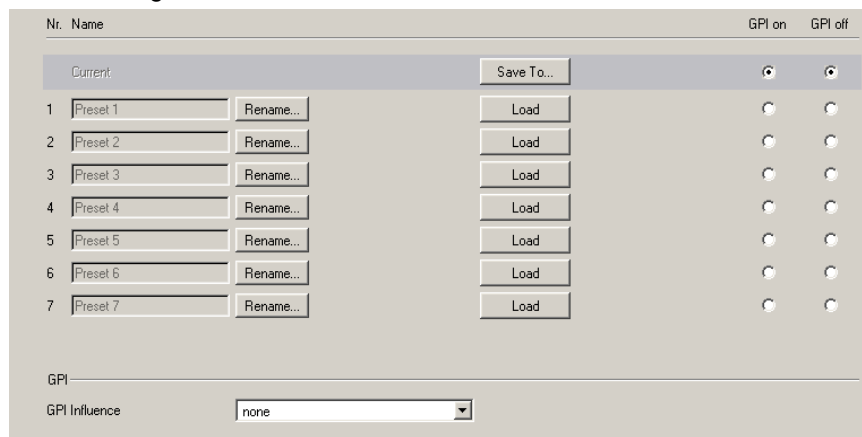 Nr. Name GPI on GPI off
Current Save To...
1 Preset 1 Rename... Load
2 Preset 2 Rename... Load
3 Preset 3 Rename... Load
4 Preset 4 Rename... Load
5 Preset 5 Rename... Load
6 Preset 6 Rename... Load
7 Preset 7 Rename... Load
GPI
GPI Influence none